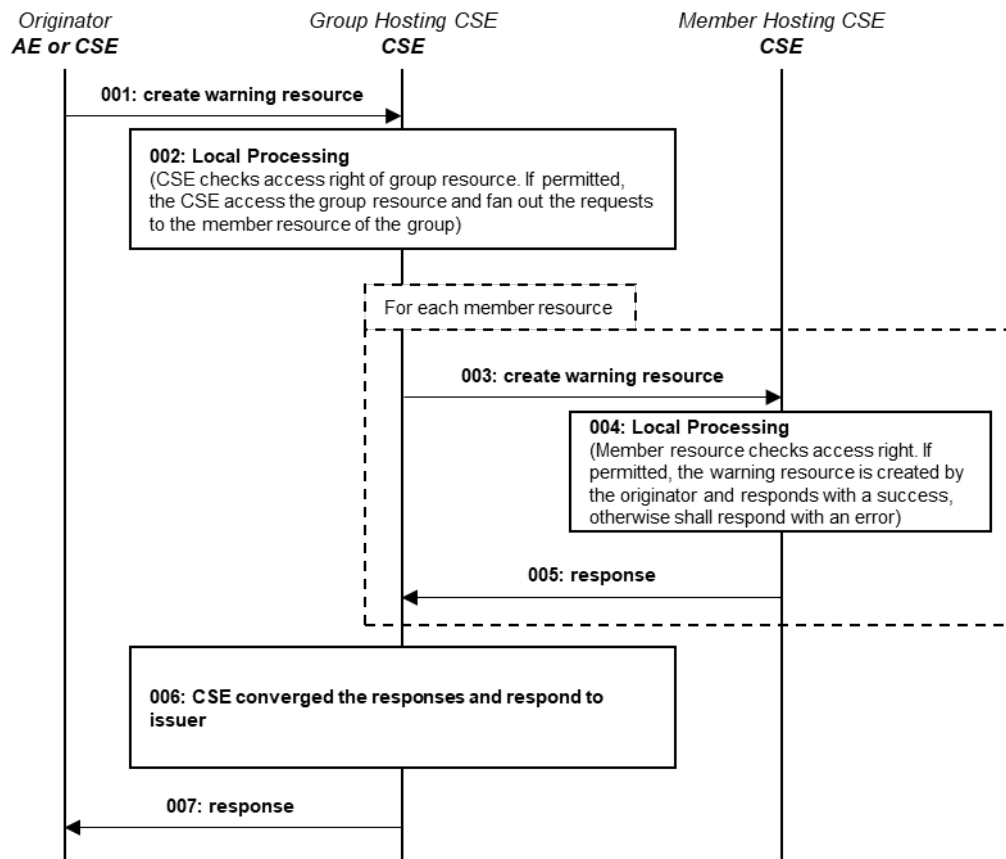 Originator
AE or CSE
Group Hosting CSE
CSE
Member Hosting CSE
CSE
001: create warning resource
002: Local Processing
(CSE checks access right of group resource. If permitted,
the CSE access the group resource and fan out the requests
to the member resource of the group)
For each member resource
003: create warning resource
004: Local Processing
(Member resource checks access right. If
permitted, the warning resource is created by
the originator and responds with a success,
otherwise shall respond with an error)
005: response
006: CSE converged the responses and respond to
issuer
007: response